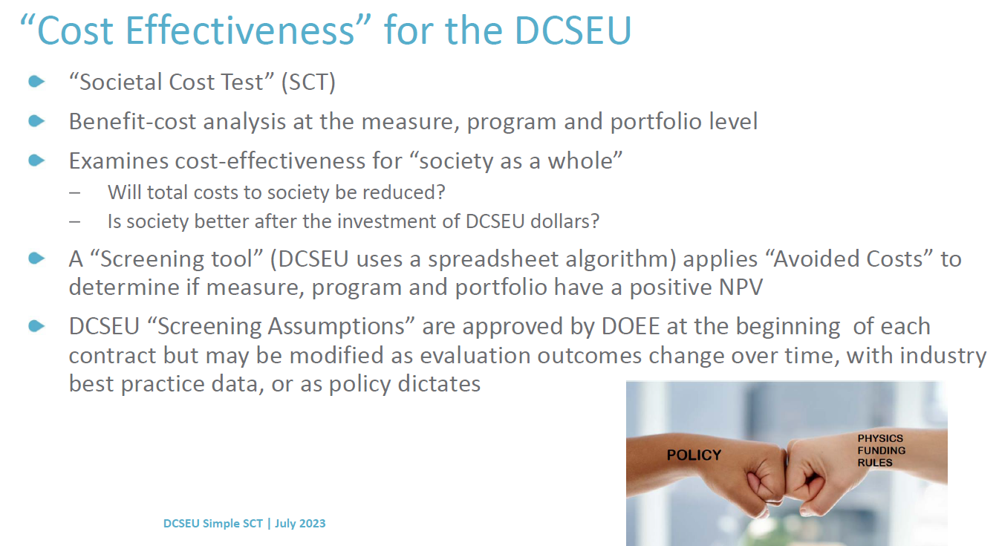 “Cost Effectiveness” for the DCSEU
“Societal Cost Test” (SCT)
Benefit-cost analysis at the measure, program and portfolio level
Examines cost-effectiveness for “society as a whole”
– Will total costs to society be reduced?
– Is society better after the investment of DCSEU dollars?
A “Screening tool” (DCSEU uses a spreadsheet algorithm) applies “Avoided Costs” to
determine if measure, program and portfolio have a positive NPV
DCSEU “Screening Assumptions” are approved by DOEE at the beginning  of each
contract but may be modified as evaluation outcomes change over time, with industry
best practice data, or as policy dictates
POLICY
PHYSICS
FUNDING
RULES
DCSEU Simple SCT | July 2023